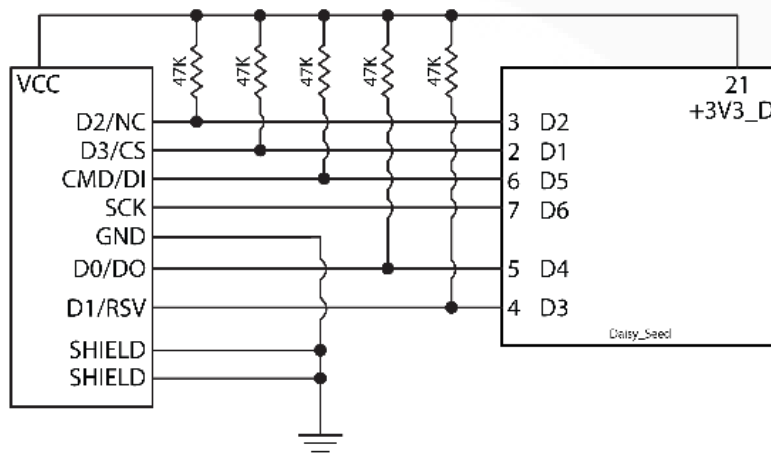 47K
47K
47K
47K
47K
VCC
21
+3V3_D
D2/NC
3 D2
D3/CS
2 D1
CMD/DI
6 D5
SCK
7 D6
GND
D0/DO
5 D4
D1/RSV
4 D3
Daisy_Seed
SHIELD
SHIELD